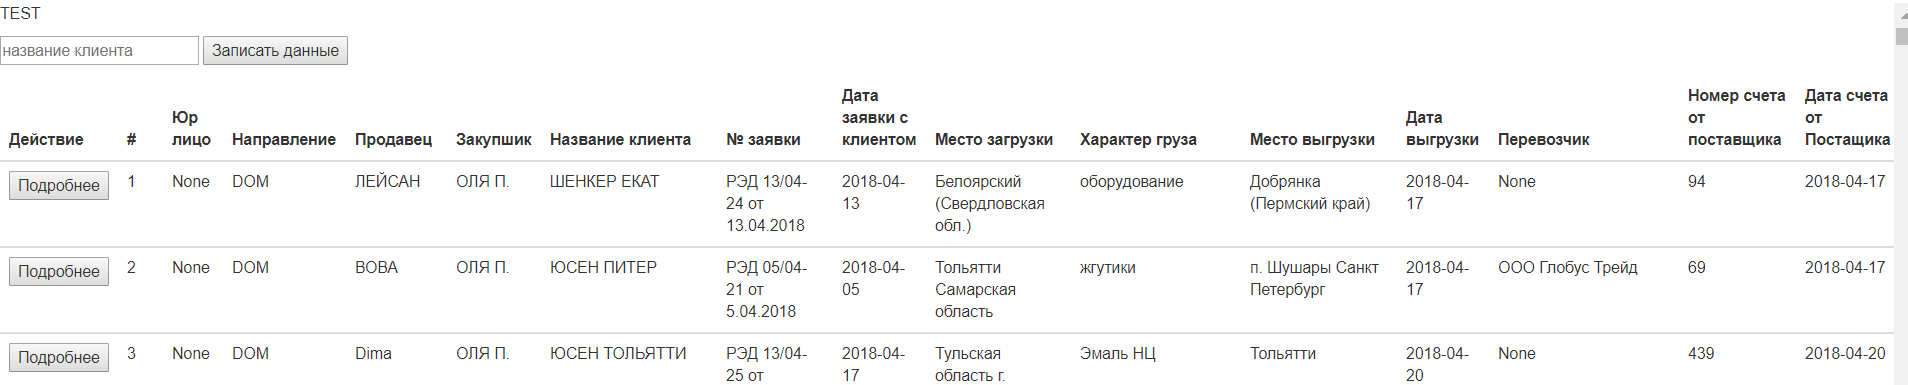 TEST
название клиента Записать данные
Действие # Юр лицо Направление Продавец Закупшик Название клиента № заявки Дата заявки с клиентом Место загрузки Характер груза Место выгрузки Дата выгрузки Перевозчик Номер счета от поставщика Дата счета от Постащика
Подробнее 1 None DOM ЛЕЙСАН ОЛЯ П. ШЕНКЕР ЕКАТ РЭД 13/04-24 от 13.04.2018 2018-04-13 Белоярский (Свердловская обл.) оборудование Добрянка (Пермский край) 2018-04-17 None 94 2018-04-17
Подробнее 2 None DOM ВОВА ОЛЯ П. ЮСЕН ПИТЕР РЭД 05/04-21 от 5.04.2018 2018-04-05 Тольятти Самарская область жгутики п. Шушары Санкт Петербург 2018-04-17 ООО Глобус Трейд 69 2018-04-17
Подробнее 3 None DOM Dima ОЛЯ П. ЮСЕН ТОЛЬЯТТИ РЭД 13/04-25 от 2018-04-17 Тульская область г. Эмаль НЦ Тольятти 2018-04-20 None 439 2018-04-20